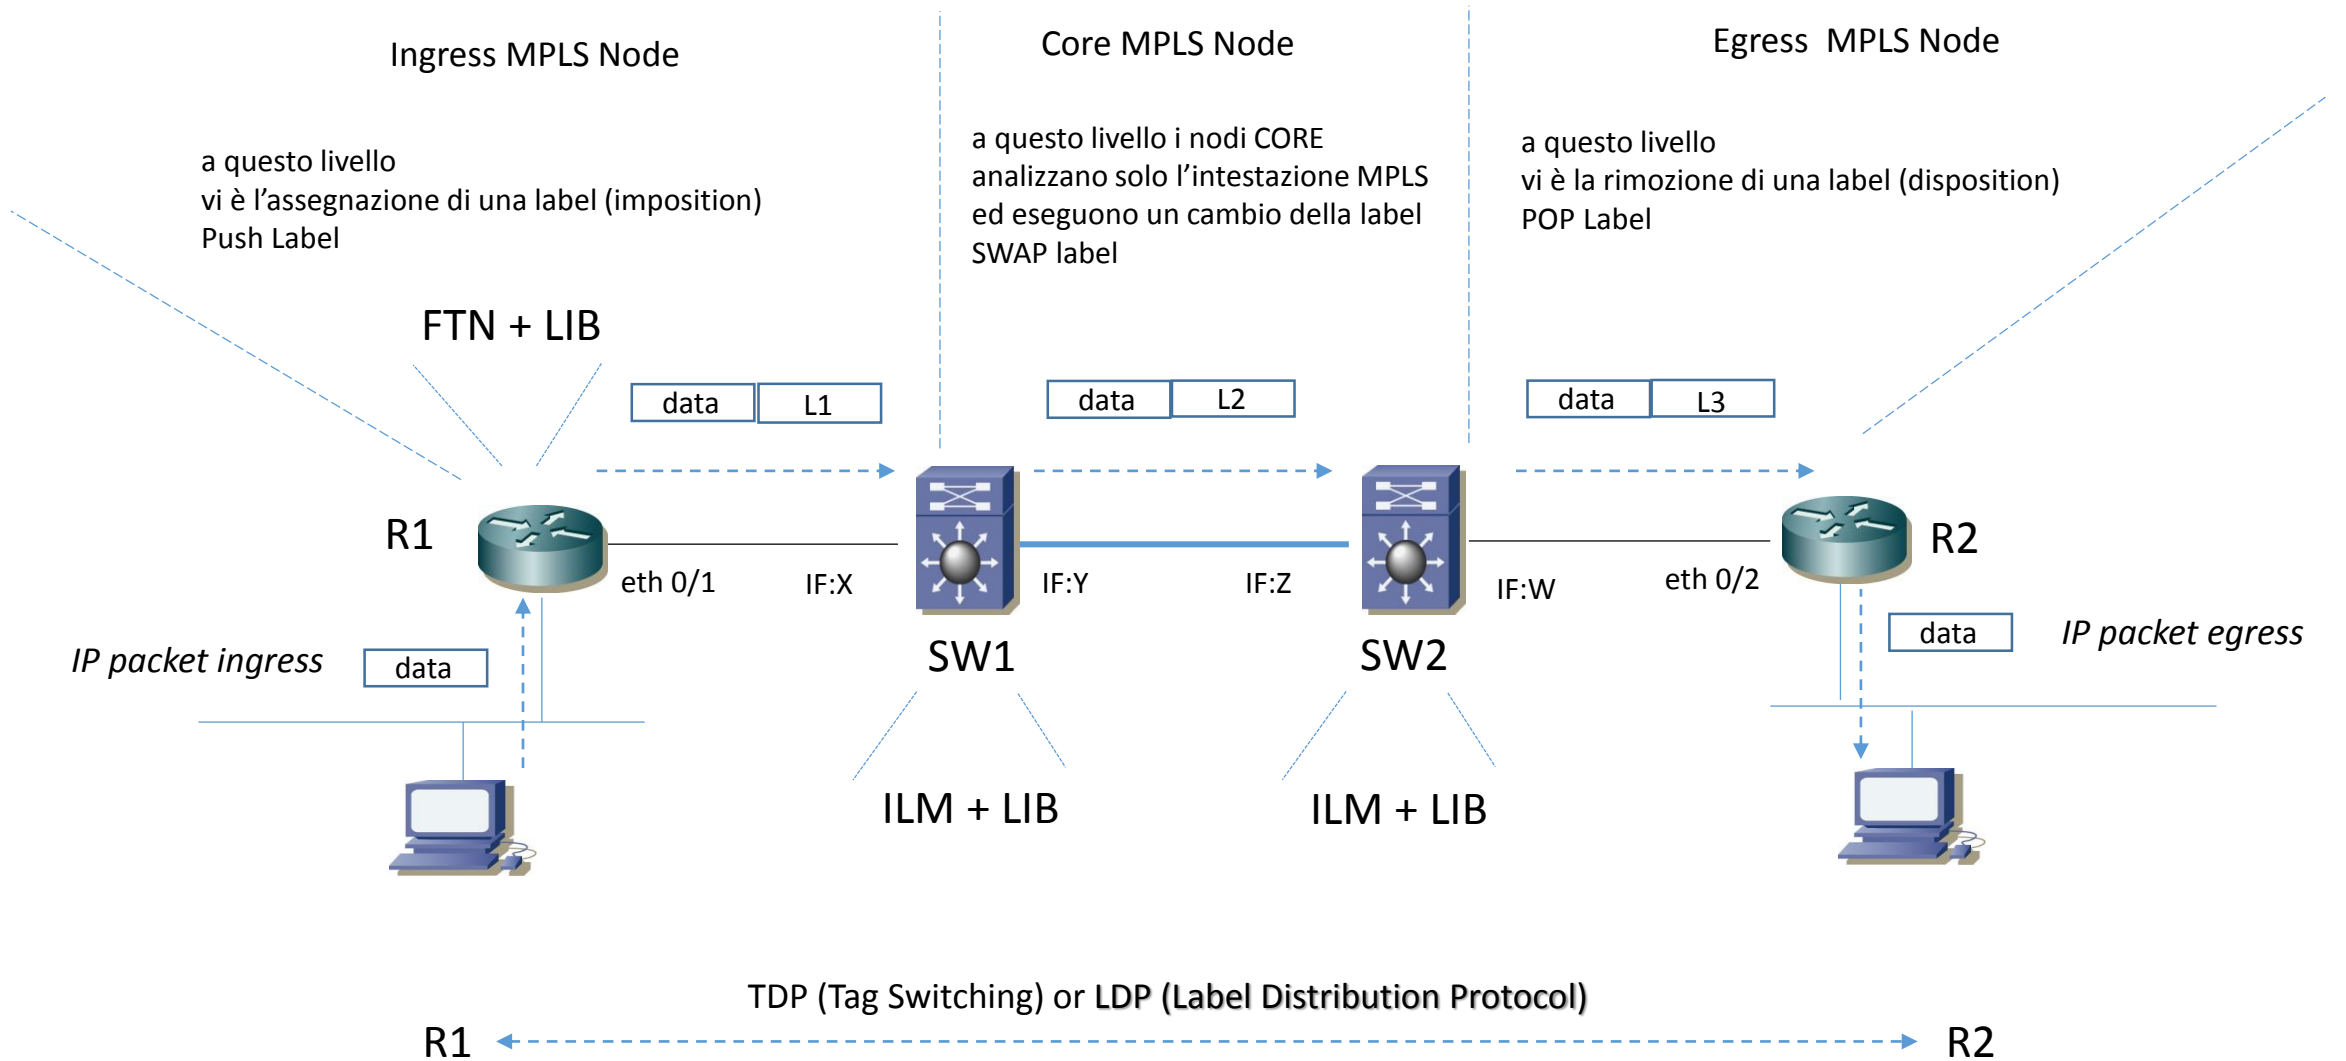 Ingress MPLS Node
Core MPLS Node
Egress MPLS Node
a questo livello
vi è l'assegnazione di una label (imposition)
Push Label
a questo livello i nodi CORE
analizzano solo l'intestazione MPLS
ed eseguono un cambio della label
SWAP label
a questo livello
vi è la rimozione di una label (disposition)
POP Label
FTN + LIB
data L1
data L2
data L3
R1
eth 0/1
IF:X
IF:Y
IF:Z
IF:W
eth 0/2
R2
IP packet ingress
data
SW1
SW2
data
IP packet egress
ILM + LIB
ILM + LIB
TDP (Tag Switching) or LDP (Label Distribution Protocol)
R1
R2